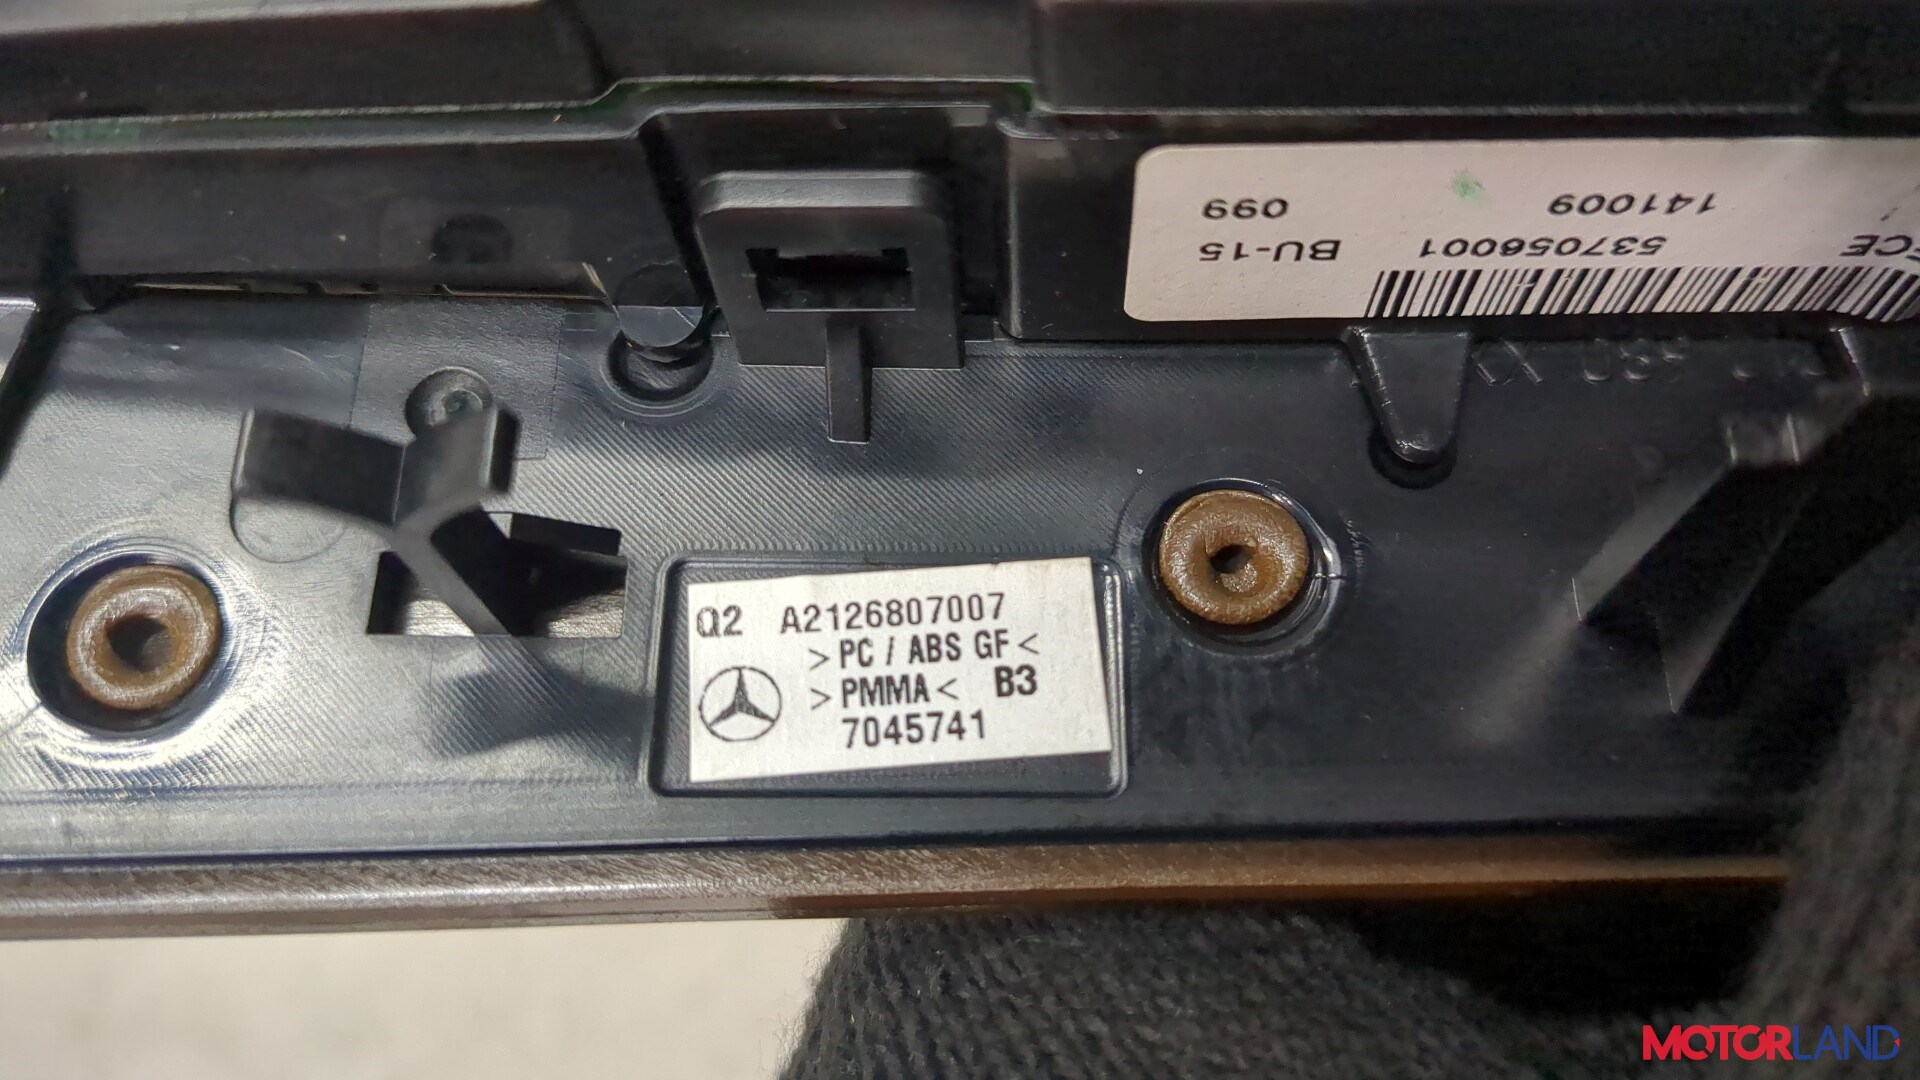 BU-15 537056001
099 141009
Q2 A2126807007
>PC / ABS GF<
>PMMA< B3
7045741
MOTORLAND